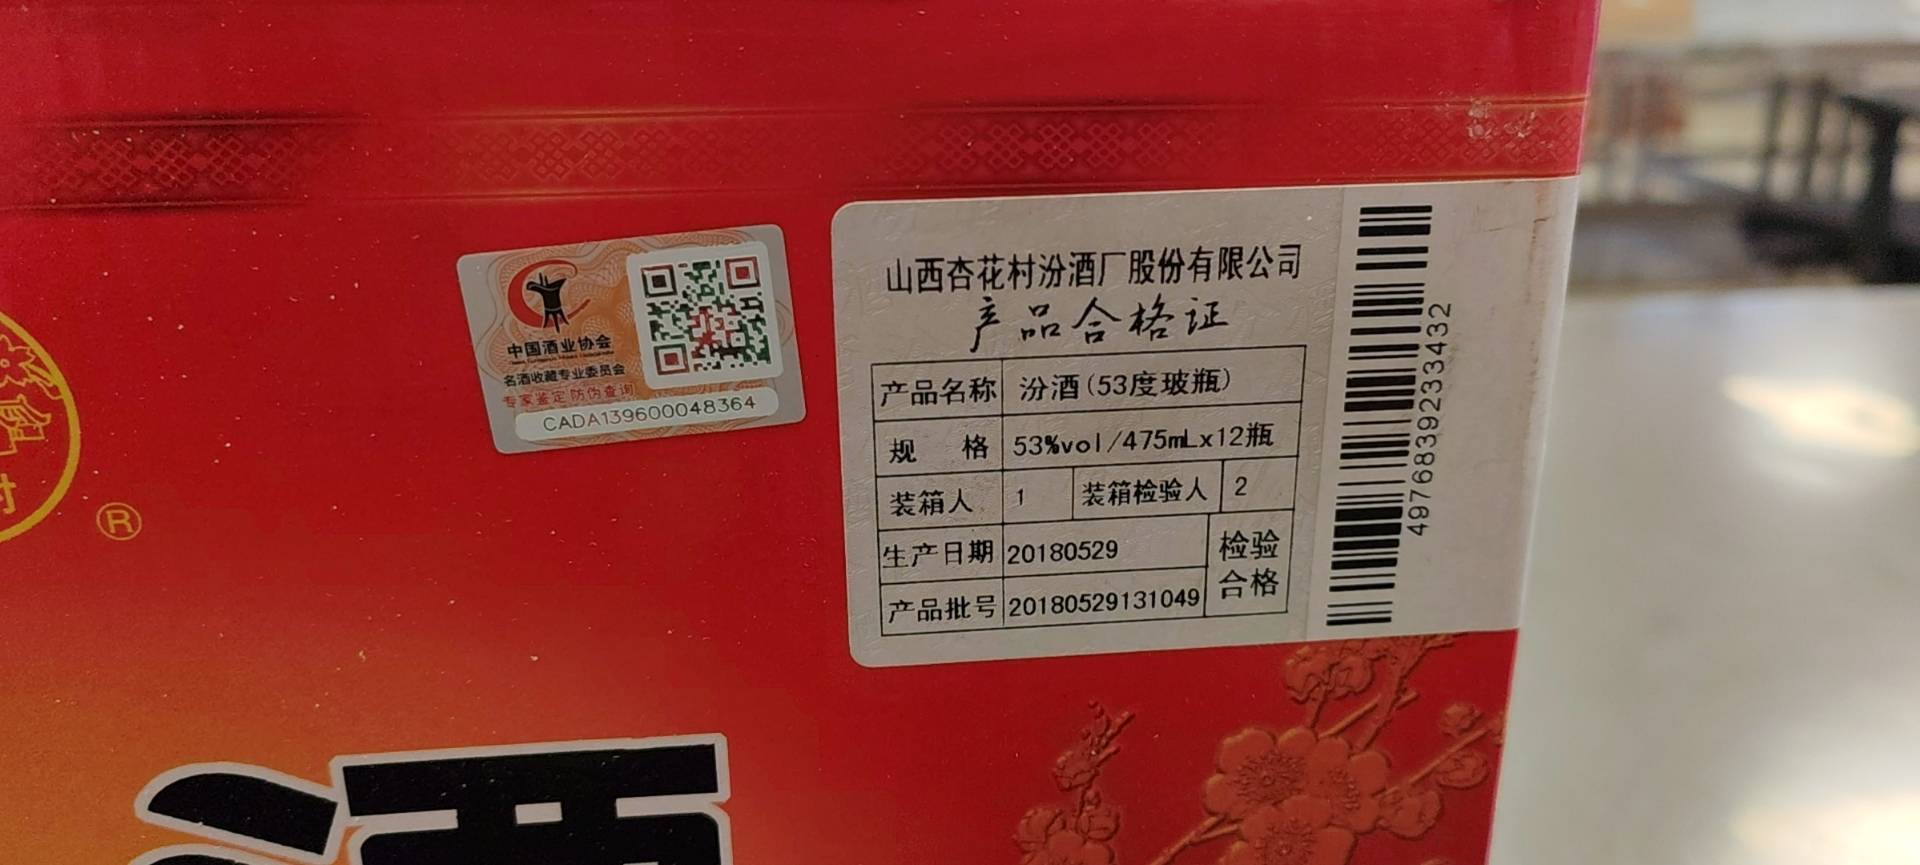 中国酒业协会
名酒收藏专业委员会
专家鉴定 防伪查询
CADA139600048364
山西杏花村汾酒厂股份有限公司
产品合格证
产品名称 汾酒(53度玻瓶)
规 格 53%vol/475mLx12瓶
装箱人 1 装箱检验人 2
生产日期 20180529
检验合格
产品批号 20180529131049
4976839233432
村
®
酒